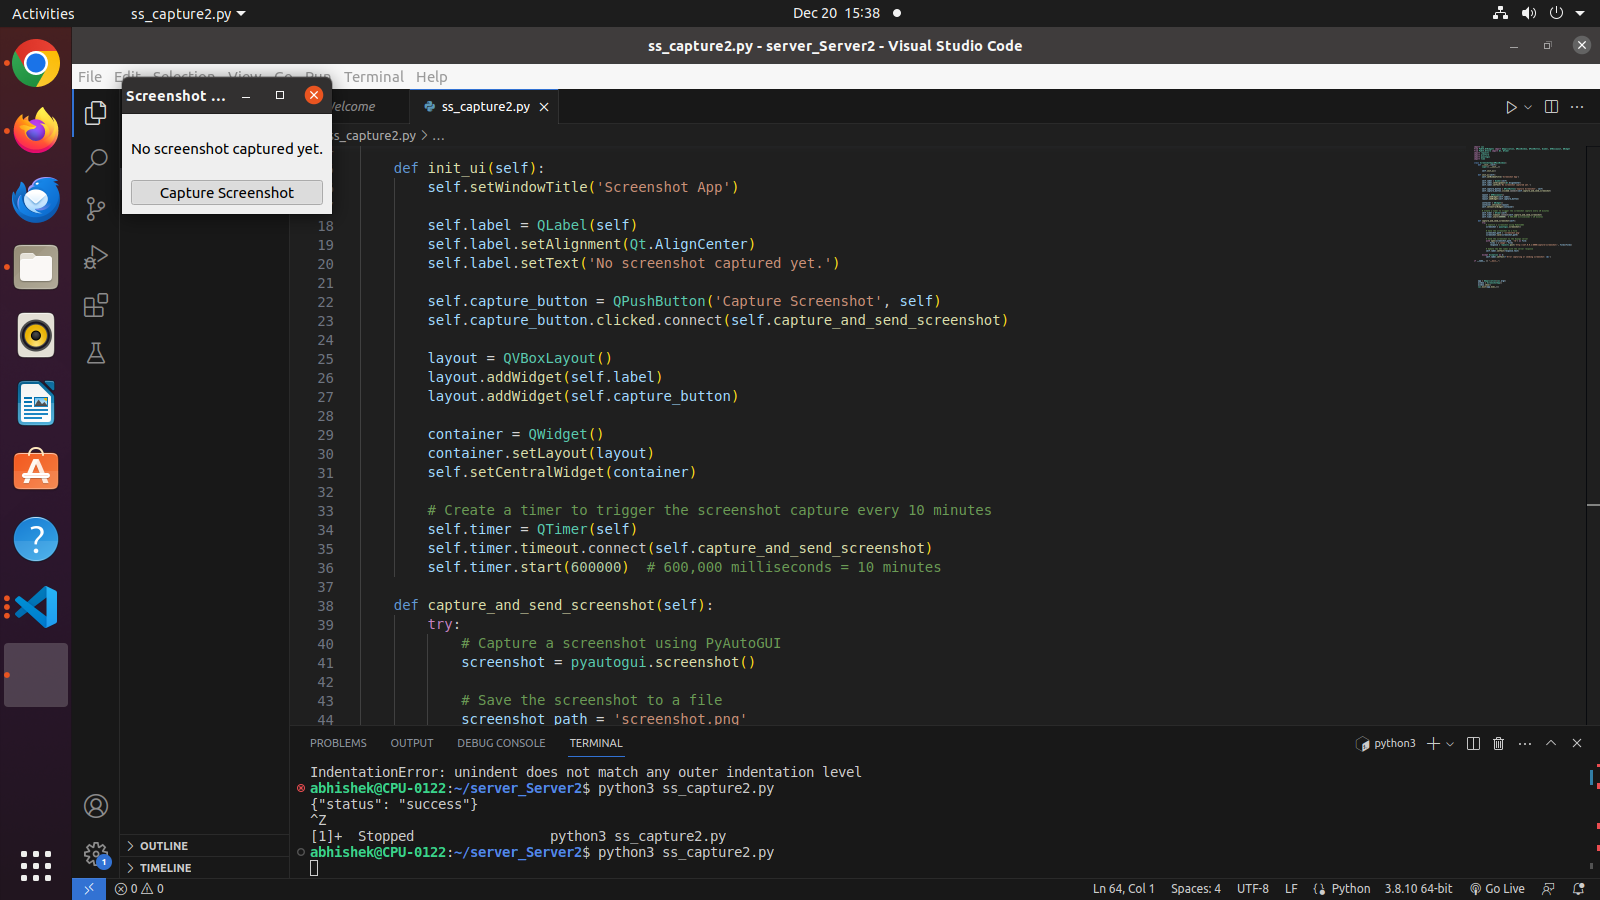 Activities
ss_capture2.py
Dec 20 15:38
ss_capture2.py - server_Server2 - Visual Studio Code
File Edit Selection View Go Run Terminal Help
Screenshot ...
No screenshot captured yet.
Capture Screenshot
elcome
ss_capture2.py
ss_capture2.py > ...
def init_ui(self):
self.setWindowTitle('Screenshot App')
18 self.label = QLabel(self)
19 self.label.setAlignment(Qt.AlignCenter)
20 self.label.setText('No screenshot captured yet.')
21
22 self.capture_button = QPushButton('Capture Screenshot', self)
23 self.capture_button.clicked.connect(self.capture_and_send_screenshot)
24
25 layout = QVBoxLayout()
26 layout.addWidget(self.label)
27 layout.addWidget(self.capture_button)
28
29 container = QWidget()
30 container.setLayout(layout)
31 self.setCentralWidget(container)
32
33 # Create a timer to trigger the screenshot capture every 10 minutes
34 self.timer = QTimer(self)
35 self.timer.timeout.connect(self.capture_and_send_screenshot)
36 self.timer.start(600000) # 600,000 milliseconds = 10 minutes
37
38 def capture_and_send_screenshot(self):
39 try:
40 # Capture a screenshot using PyAutoGUI
41 screenshot = pyautogui.screenshot()
42
43 # Save the screenshot to a file
44 screenshot_path = 'screenshot.png'
PROBLEMS OUTPUT DEBUG CONSOLE TERMINAL
python3
IndentationError: unindent does not match any outer indentation level
abhishek@CPU-0122:~/server_Server2$ python3 ss_capture2.py
{"status": "success"}
^Z
[1]+ Stopped python3 ss_capture2.py
abhishek@CPU-0122:~/server_Server2$ python3 ss_capture2.py
OUTLINE
TIMELINE
1
0 0
Ln 64, Col 1 Spaces: 4 UTF-8 LF Python 3.8.10 64-bit Go Live